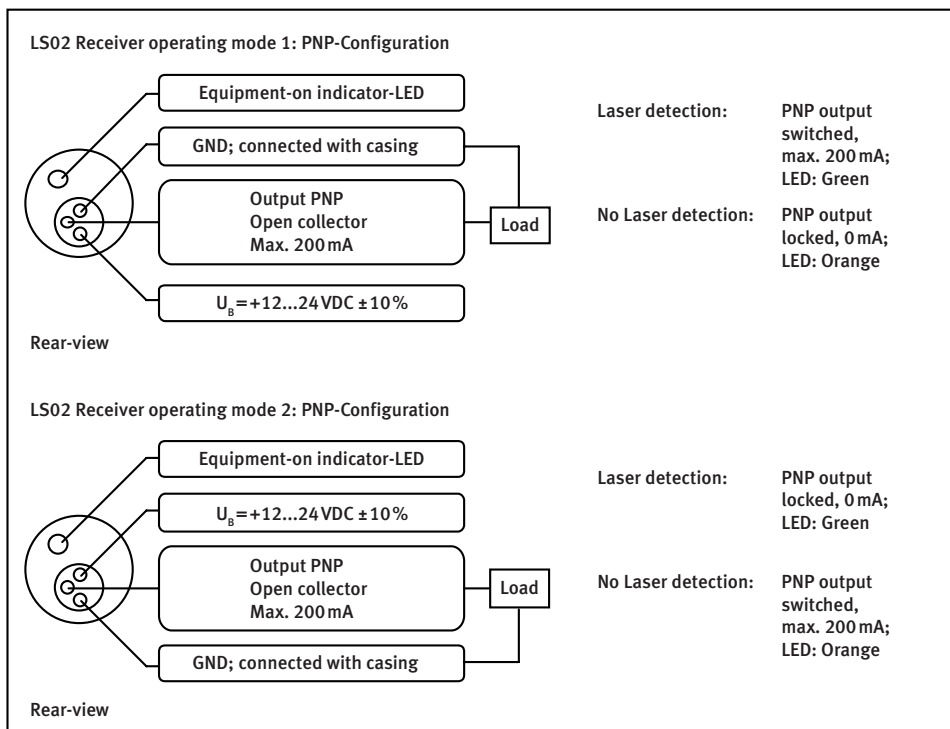 LS02 Receiver operating mode 1: PNP-Configuration
Equipment-on indicator-LED
GND; connected with casing
Output PNP
Open collector
Max. 200 mA
Load
U_B=+12...24 VDC ±10%
Rear-view
Laser detection: PNP output
switched,
max. 200 mA;
LED: Green
No Laser detection: PNP output
locked, 0 mA;
LED: Orange
LS02 Receiver operating mode 2: PNP-Configuration
Equipment-on indicator-LED
U_B=+12...24 VDC ±10%
Output PNP
Open collector
Max. 200 mA
Load
GND; connected with casing
Rear-view
Laser detection: PNP output
locked, 0 mA;
LED: Green
No Laser detection: PNP output
switched,
max. 200 mA;
LED: Orange